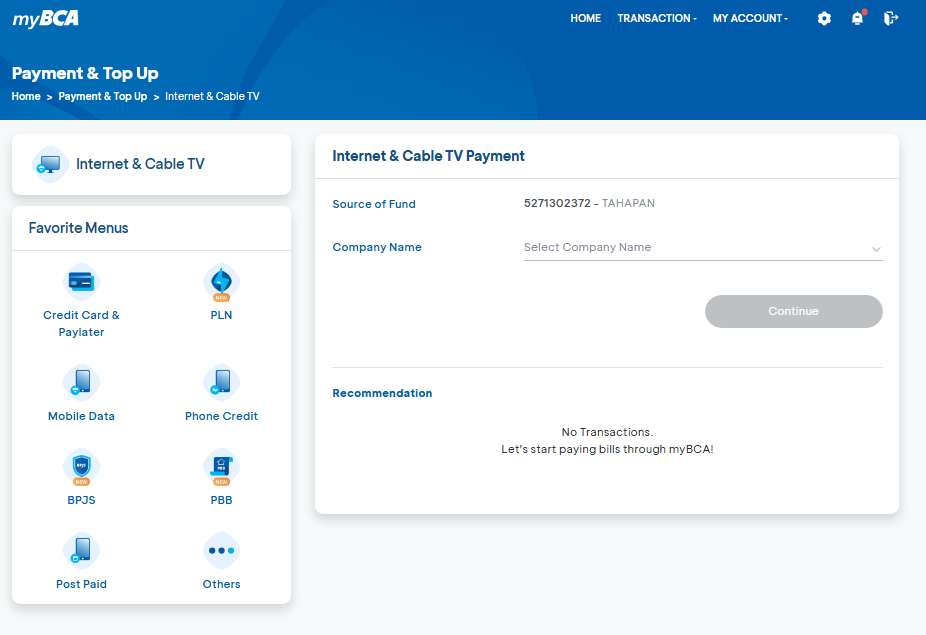 myBCA
HOME TRANSACTION MY ACCOUNT
Payment & Top Up
Home > Payment & Top Up > Internet & Cable TV
Internet & Cable TV
Favorite Menus
Credit Card &
Paylater
NEW
PLN
Mobile Data
Phone Credit
BPJS
NEW
BPJS
PBB
NEW
PBB
Post Paid
Others
Internet & Cable TV Payment
Source of Fund
5271302372 - TAHAPAN
Company Name
Select Company Name
Continue
Recommendation
No Transactions.
Let's start paying bills through myBCA!